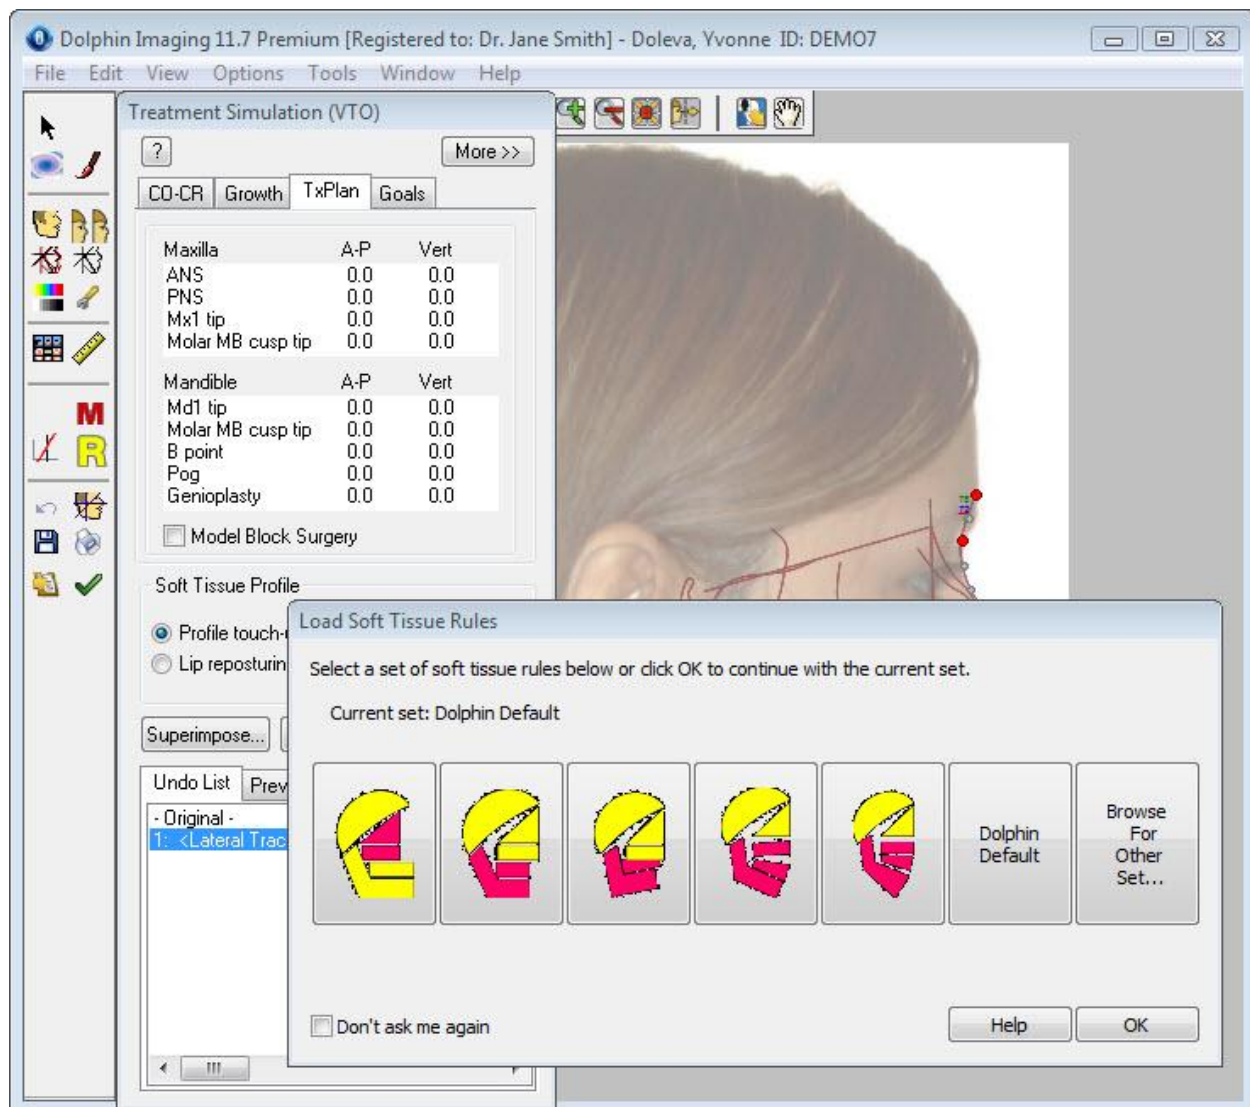 Dolphin Imaging 11.7 Premium [Registered to: Dr. Jane Smith] - Doleva, Yvonne ID: DEMO7
File Edit View Options Tools Window Help
Treatment Simulation (VTO)
? More >>
CO-CR Growth TxPlan Goals
Maxilla A-P Vert
ANS 0.0 0.0
PNS 0.0 0.0
Mx1 tip 0.0 0.0
Molar MB cusp tip 0.0 0.0
Mandible A-P Vert
Md1 tip 0.0 0.0
Molar MB cusp tip 0.0 0.0
B point 0.0 0.0
Pog 0.0 0.0
Genioplasty 0.0 0.0
Model Block Surgery
M
R
Soft Tissue Profile
Profile touch-
Lip reposturin
Superimpose...
Undo List Prev
- Original -
1: <Lateral Trac
Load Soft Tissue Rules
Select a set of soft tissue rules below or click OK to continue with the current set.
Current set: Dolphin Default
Dolphin
Default
Browse
For
Other
Set...
Don't ask me again
Help OK